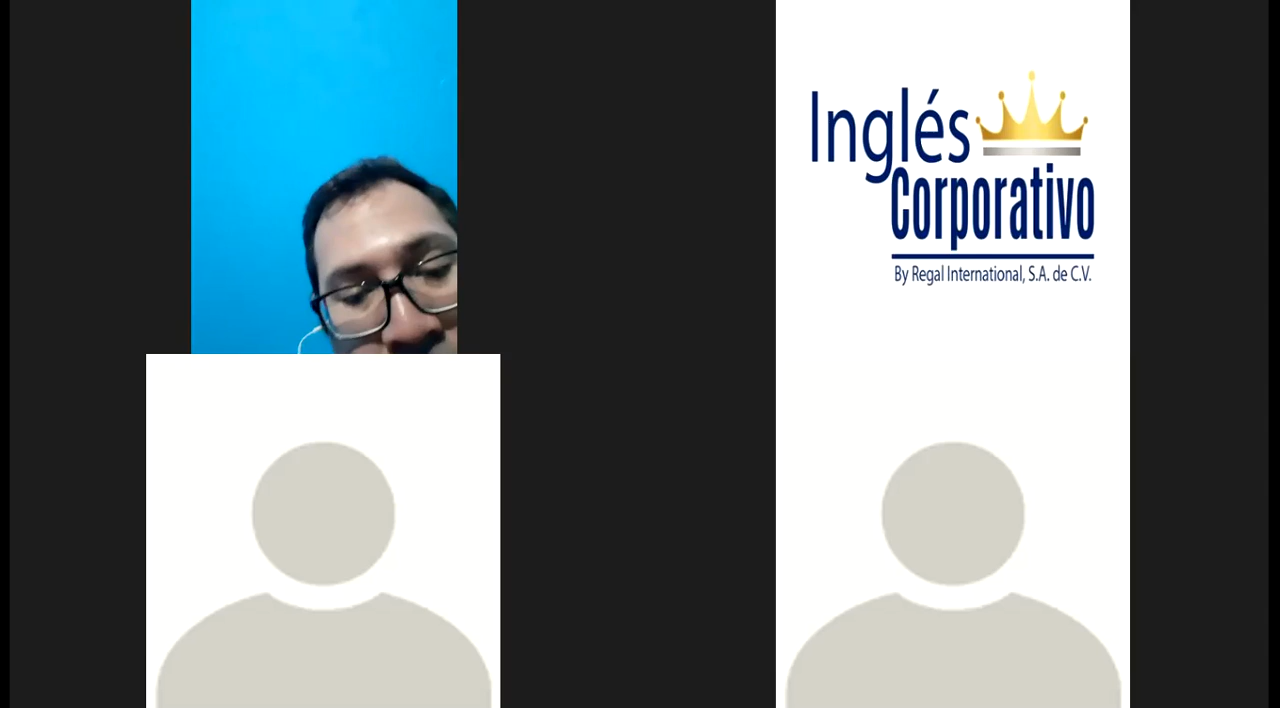 Inglés
Corporativo
By Regal International, S.A. de C.V.